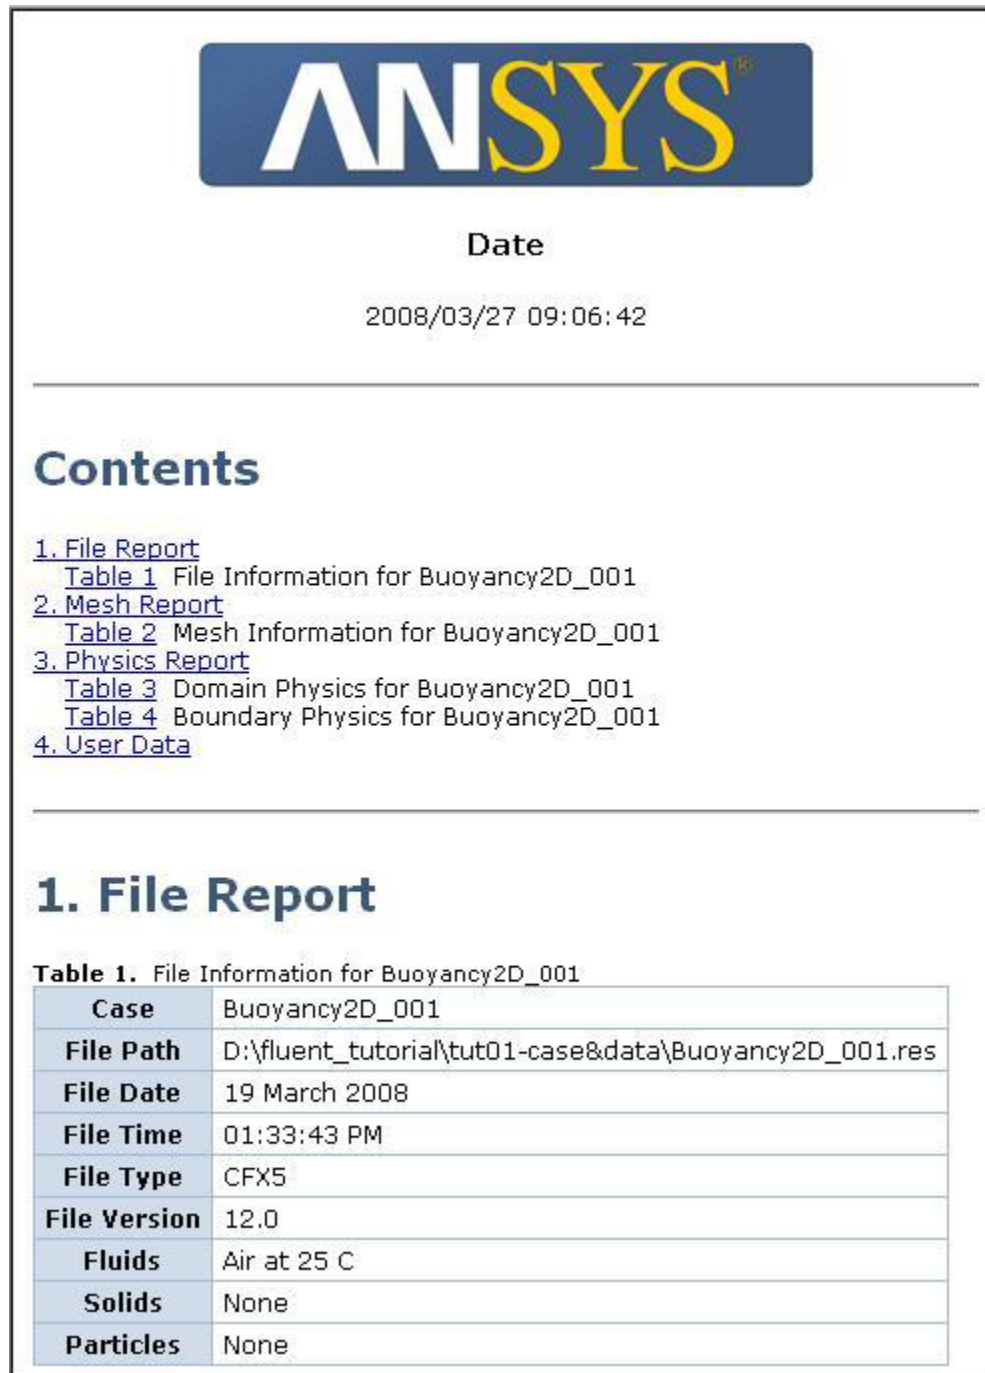 ANSYS®
Date
2008/03/27 09:06:42
Contents
1. File Report
Table 1 File Information for Buoyancy2D_001
2. Mesh Report
Table 2 Mesh Information for Buoyancy2D_001
3. Physics Report
Table 3 Domain Physics for Buoyancy2D_001
Table 4 Boundary Physics for Buoyancy2D_001
4. User Data
1. File Report
Table 1. File Information for Buoyancy2D_001
Case Buoyancy2D_001
File Path D:\fluent_tutorial\tut01-case&data\Buoyancy2D_001.res
File Date 19 March 2008
File Time 01:33:43 PM
File Type CFX5
File Version 12.0
Fluids Air at 25 C
Solids None
Particles None